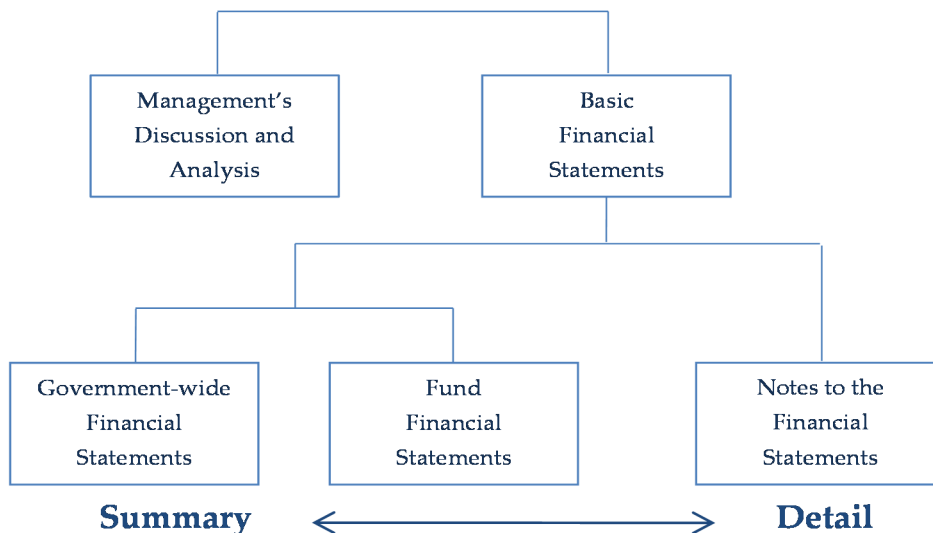 Management's
Discussion and
Analysis
Basic
Financial
Statements
Government-wide
Financial
Statements
Fund
Financial
Statements
Notes to the
Financial
Statements
Summary
Detail